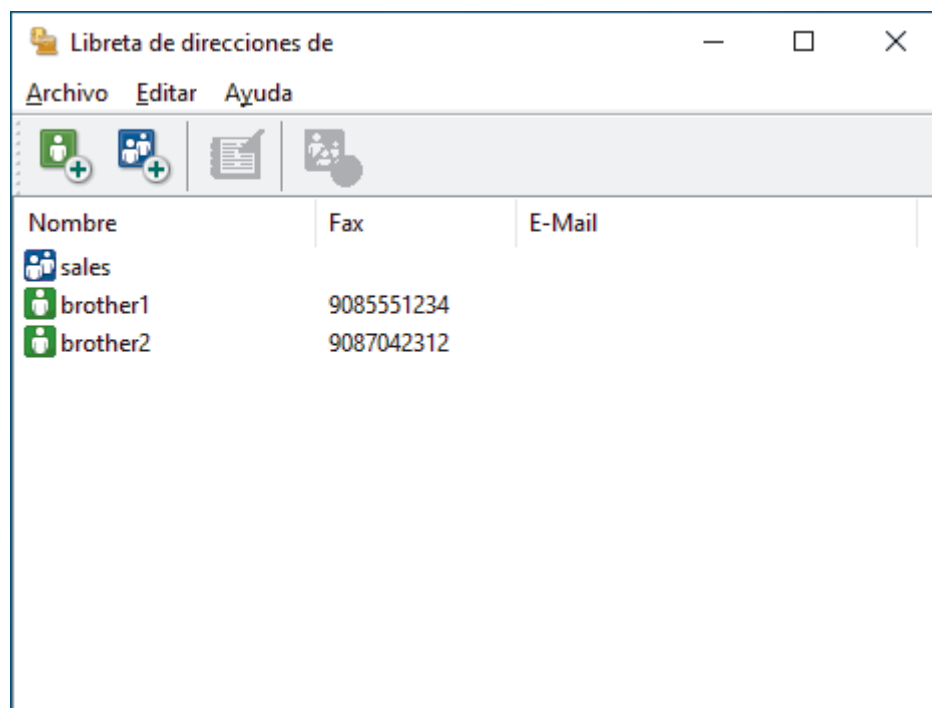 Libreta de direcciones de
Archivo Editar Ayuda
Nombre Fax E-Mail
sales
brother1 9085551234
brother2 9087042312